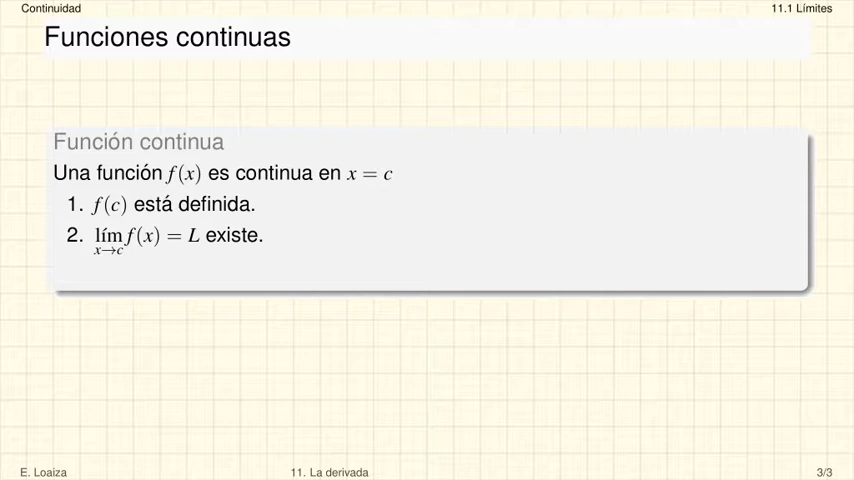 Continuidad 11.1 Límites
Funciones continuas
Función continua
Una función f(x) es continua en x = c
1. f(c) está definida.
2. lím f(x) = L existe.
x→c
E. Loaiza 11. La derivada 3/3